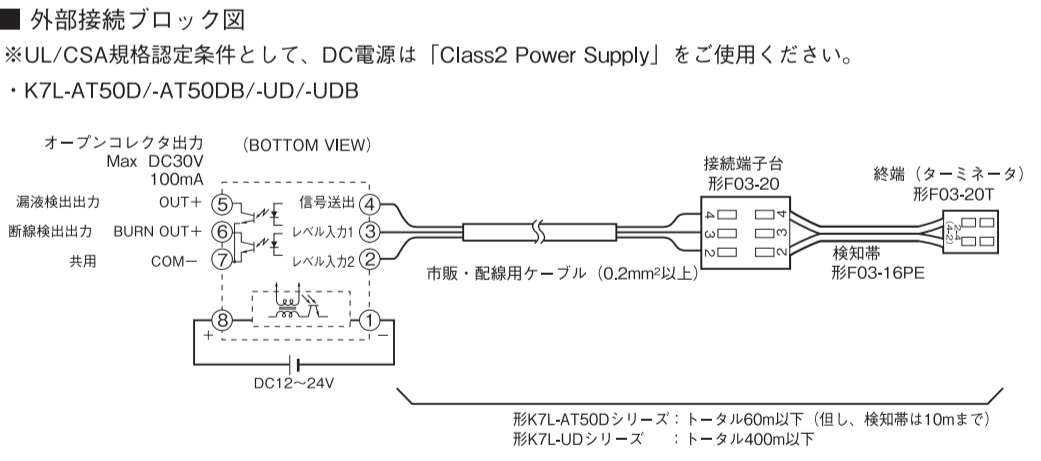 ■ 外部接続ブロック図
※UL/CSA規格認定条件として、DC電源は「Class2 Power Supply」をご使用ください。
・K7L-AT50D/-AT50DB/-UD/-UDB
オープンコレクタ出力
Max DC30V
100mA
(BOTTOM VIEW)
漏液検出出力 OUT+ ⑤ 信号送出 ④
断線検出出力 BURN OUT+ ⑥ レベル入力1 ③
共用 COM− ⑦ レベル入力2 ②
⑧ ①
+ −
DC12～24V
市販・配線用ケーブル（0.2mm²以上）
接続端子台
形F03-20
4 4
3 3
2 2
検知帯
形F03-16PE
終端（ターミネータ）
形F03-20T
2-4
(4-2)
形K7L-AT50Dシリーズ：トータル60m以下（但し、検知帯は10mまで）
形K7L-UDシリーズ ：トータル400m以下